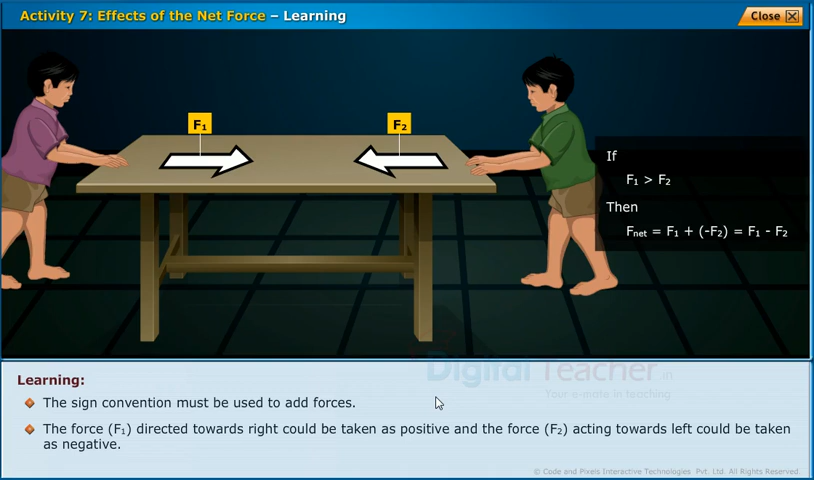 Activity 7: Effects of the Net Force – Learning
Close
F₁
F₂
If
F₁ > F₂
Then
Fnet = F₁ + (-F₂) = F₁ - F₂
Learning:
The sign convention must be used to add forces.
The force (F₁) directed towards right could be taken as positive and the force (F₂) acting towards left could be taken
as negative.
Digital Teacher.in
Your e-mate in teaching
© Code and Pixels Interactive Technologies Pvt. Ltd. All Rights Reserved.